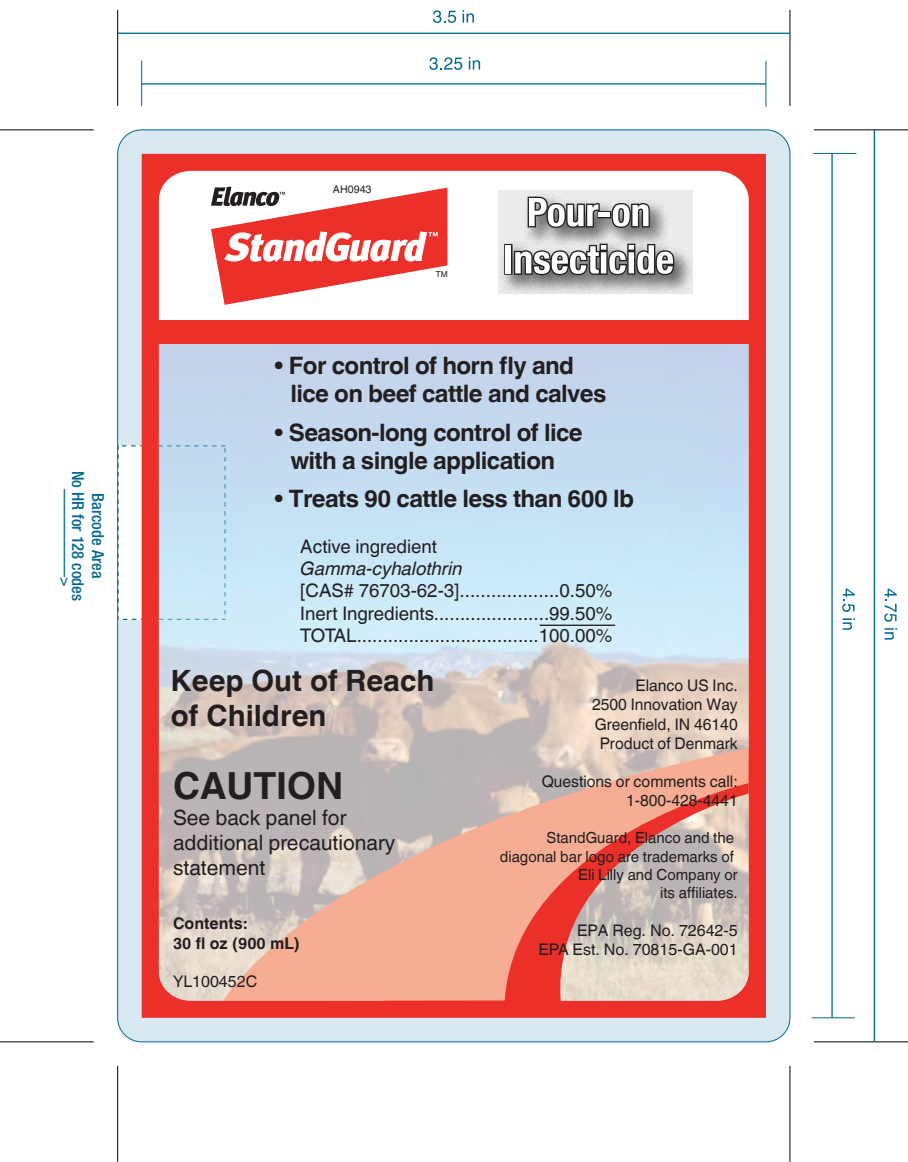 3.5 in
3.25 in
Elanco™
AH0943
StandGuard™
TM
Pour-on
Insecticide
• For control of horn fly and
lice on beef cattle and calves
• Season-long control of lice
with a single application
• Treats 90 cattle less than 600 lb
Barcode Area
No HR for 128 codes
-->
Active ingredient
Gamma-cyhalothrin
[CAS# 76703-62-3]...................0.50%
Inert Ingredients......................99.50%
TOTAL...................................100.00%
4.5 in
4.75 in
Keep Out of Reach
of Children
CAUTION
See back panel for
additional precautionary
statement
Contents:
30 fl oz (900 mL)
YL100452C
Elanco US Inc.
2500 Innovation Way
Greenfield, IN 46140
Product of Denmark
Questions or comments call:
1-800-428-4441
StandGuard, Elanco and the
diagonal bar logo are trademarks of
Eli Lilly and Company or
its affiliates.
EPA Reg. No. 72642-5
EPA Est. No. 70815-GA-001